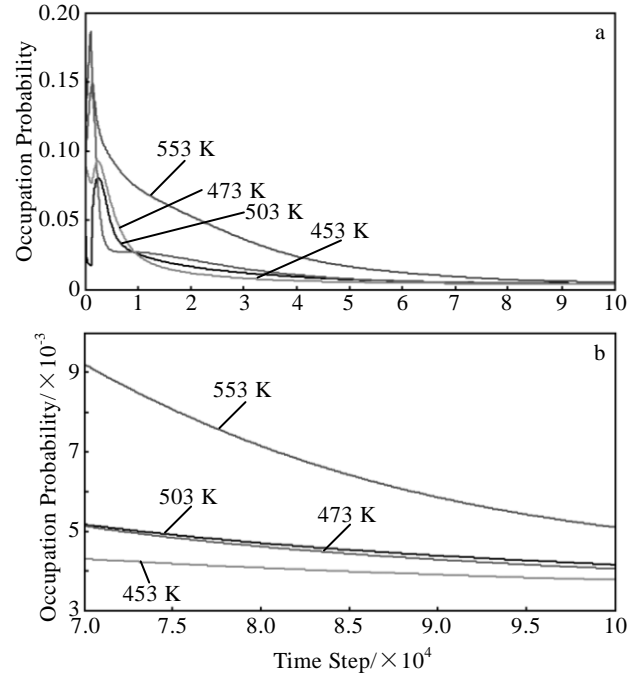 0.20
a
0.15
0.10
0.05
0
Occupation Probability
553 K
473 K
503 K
453 K
0 1 2 3 4 5 6 7 8 9 10
b
9
7
5
3
Occupation Probability/×10⁻³
553 K
503 K
473 K
453 K
7.0 7.5 8.0 8.5 9.0 9.5 10
Time Step/×10⁴